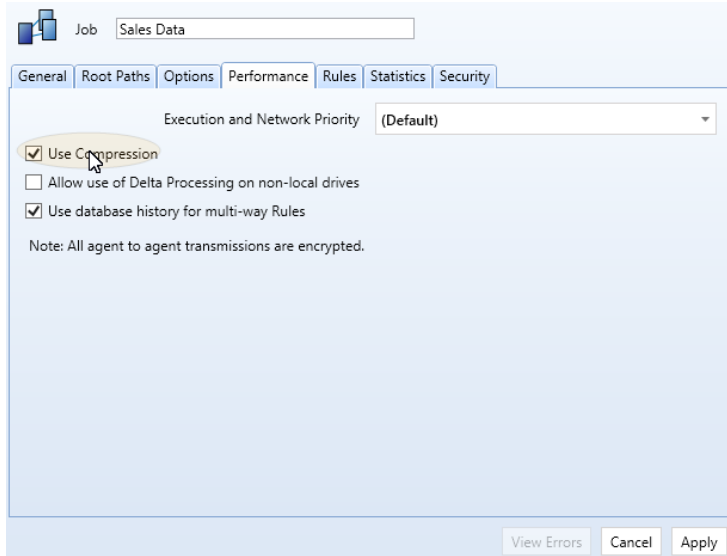 Job Sales Data
General Root Paths Options Performance Rules Statistics Security
Execution and Network Priority (Default)
Use Compression
Allow use of Delta Processing on non-local drives
Use database history for multi-way Rules
Note: All agent to agent transmissions are encrypted.
View Errors Cancel Apply